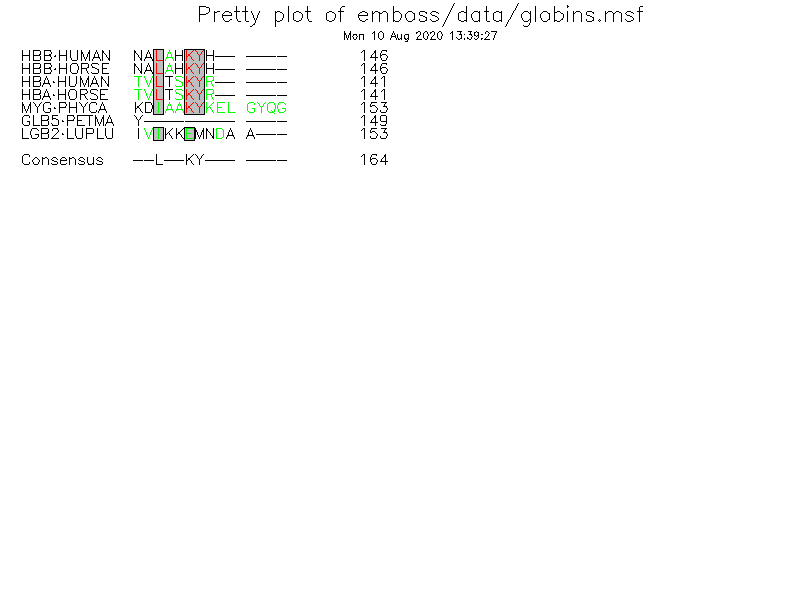 Pretty plot of emboss/data/globins.msf
Mon 10 Aug 2020 13:39:27
HBB·HUMAN NALAHKYH-- ---- 146
HBB·HORSE NALAHKYH-- ---- 146
HBA·HUMAN TVLTSKYR-- ---- 141
HBA·HORSE TVLTSKYR-- ---- 141
MYG·PHYCA KDIAAKYKEL GYQG 153
GLB5·PETMA Y--------- ---- 149
LGB2·LUPLU IVIKKEMNDA A--- 153
Consensus --L--KY--- ---- 164